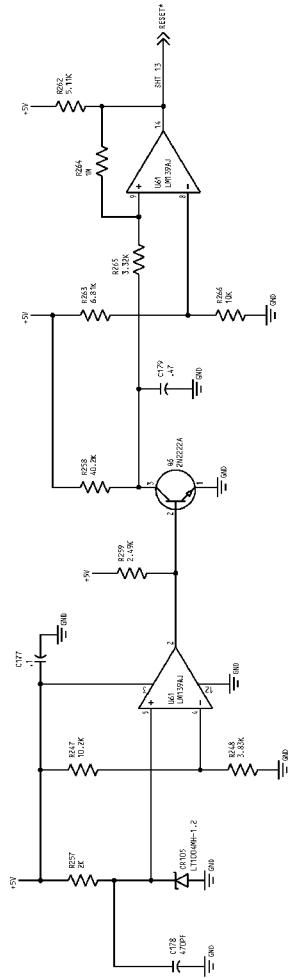 +5V
R257
2K
C178
470PF
GND
CR105
LT1004MH-1.2
GND
R247
10.2K
R248
3.83K
GND
C177
.1
GND
5
+
4
-
U61
LM139AJ
3
12
GND
2
+5V
R259
2.49K
2
3
1
Q6
2N2222A
GND
R258
40.2K
C179
.47
GND
+5V
R263
6.81K
R265
3.32K
R266
10K
GND
R264
1M
9
+
8
-
U61
LM139AJ
14
+5V
R262
5.11K
SHT 13
RESET*